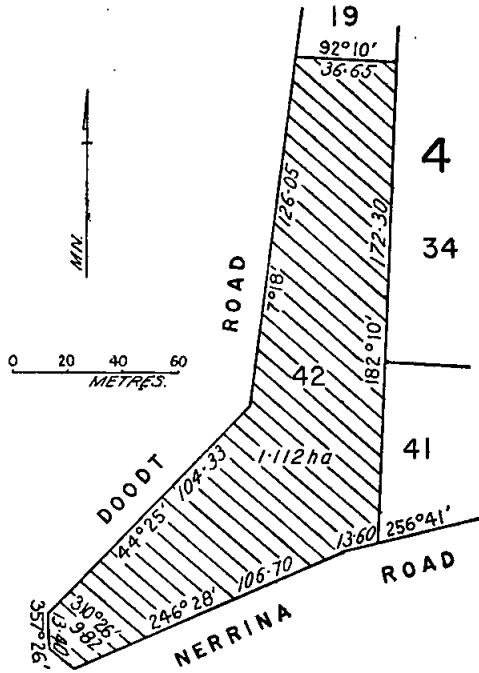 19
92°10'
36·65
4
MN.
126·05
172·30
34
ROAD
7°18'
0 20 40 60
METRES.
182°10'
42
41
DOODT
104·33
1·112ha
44°25'
13·60
256°41'
106·70
ROAD
246°28'
310°26'
9·82
357°26'
13·40
NERRINA